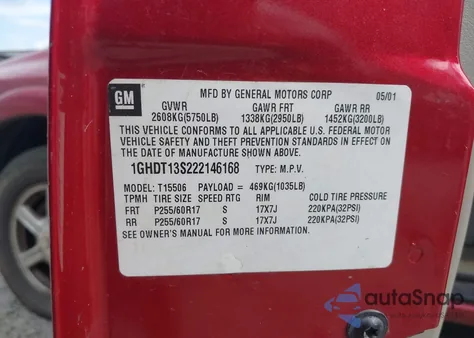 GM
MFD BY GENERAL MOTORS CORP 05/01
GVWR GAWR FRT GAWR RR
2608KG(5750LB) 1338KG(2950LB) 1452KG(3200LB)
THIS VEHICLE CONFORMS TO ALL APPLICABLE U.S. FEDERAL MOTOR
VEHICLE SAFETY AND THEFT PREVENTION STANDARDS IN EFFECT ON
THE DATE OF MANUFACTURE SHOWN ABOVE.
1GHDT13S222146168 TYPE: M.P.V.
MODEL: T15506 PAYLOAD = 469KG(1035LB)
TPMH TIRE SIZE SPEED RTG RIM COLD TIRE PRESSURE
FRT P255/60R17 S 17X7J 220KPA(32PSI)
RR P255/60R17 S 17X7J 220KPA(32PSI)
SEE OWNER'S MANUAL FOR MORE INFORMATION.
autoSnap